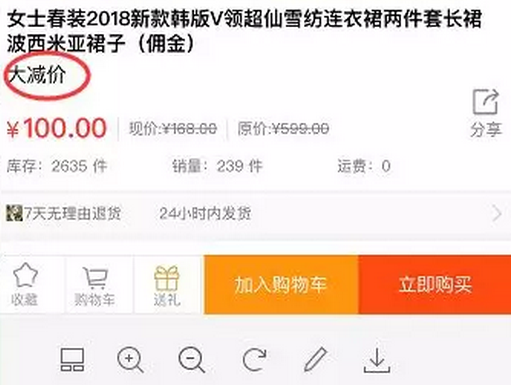 女士春装2018新款韩版V领超仙雪纺连衣裙两件套长裙
波西米亚裙子（佣金）
大减价
¥100.00 现价:¥168.00 原价:¥599.00
分享
库存：2635 件 销量：239 件 运费：0
7天无理由退货 24小时内发货
收藏 购物车 送礼 加入购物车 立即购买